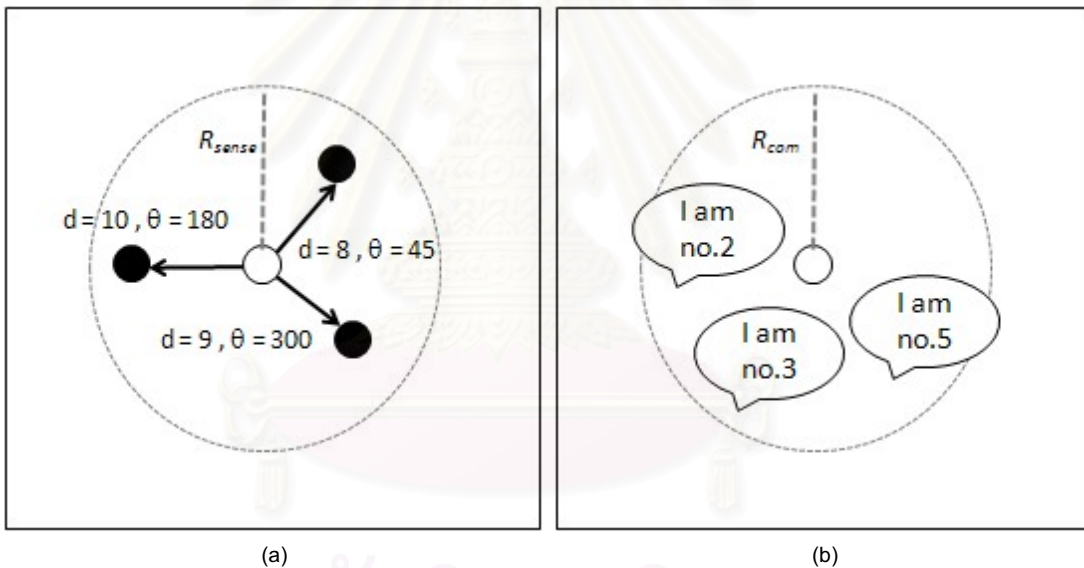 R_sense
d = 10 , θ = 180
d = 8 , θ = 45
d = 9 , θ = 300
(a)
R_com
I am
no.2
I am
no.5
I am
no.3
(b)